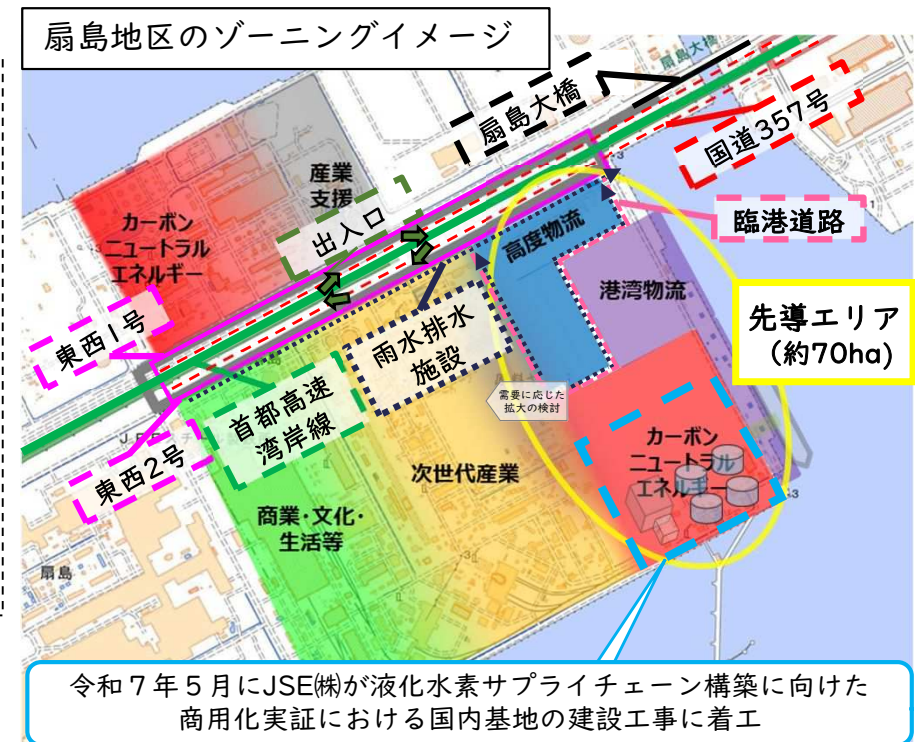 扇島地区のゾーニングイメージ
扇島大橋
扇島大橋
国道357号
産業
支援
出入口
カーボン
ニュートラル
エネルギー
高度物流
臨港道路
港湾物流
先導エリア
(約70ha)
東西1号
雨水排水
施設
首都高速
湾岸線
需要に応じた
拡大の検討
東西2号
カーボン
ニュートラル
エネルギー
次世代産業
商業・文化・
生活等
扇島
令和7年5月にJSE㈱が液化水素サプライチェーン構築に向けた
商用化実証における国内基地の建設工事に着工